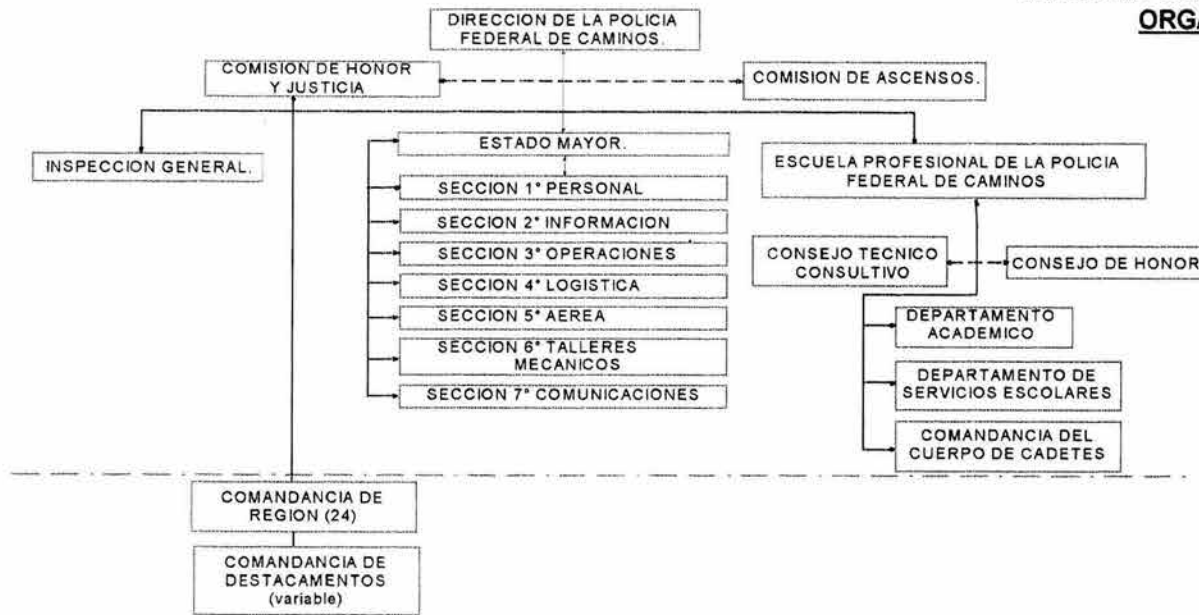 ORGA
DIRECCION DE LA POLICIA
FEDERAL DE CAMINOS.
COMISION DE HONOR
Y JUSTICIA
COMISION DE ASCENSOS.
INSPECCION GENERAL.
ESTADO MAYOR.
ESCUELA PROFESIONAL DE LA POLICIA
FEDERAL DE CAMINOS
SECCION 1° PERSONAL
SECCION 2° INFORMACION
SECCION 3° OPERACIONES
SECCION 4° LOGISTICA
SECCION 5° AEREA
SECCION 6° TALLERES
MECANICOS
SECCION 7° COMUNICACIONES
CONSEJO TECNICO
CONSULTIVO
CONSEJO DE HONOR
DEPARTAMENTO
ACADEMICO
DEPARTAMENTO DE
SERVICIOS ESCOLARES
COMANDANCIA DEL
CUERPO DE CADETES
COMANDANCIA DE
REGION (24)
COMANDANCIA DE
DESTACAMENTOS
(variable)